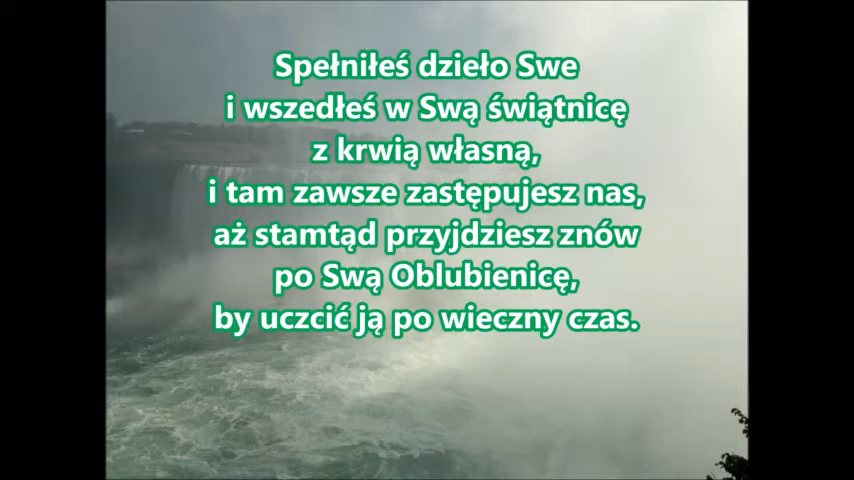 Spełniłeś dzieło Swe
i wszedłeś w Swą świątnicę
z krwią własną,
i tam zawsze zastępujesz nas,
aż stamtąd przyjdziesz znów
po Swą Oblubienicę,
by uczcić ją po wieczny czas.